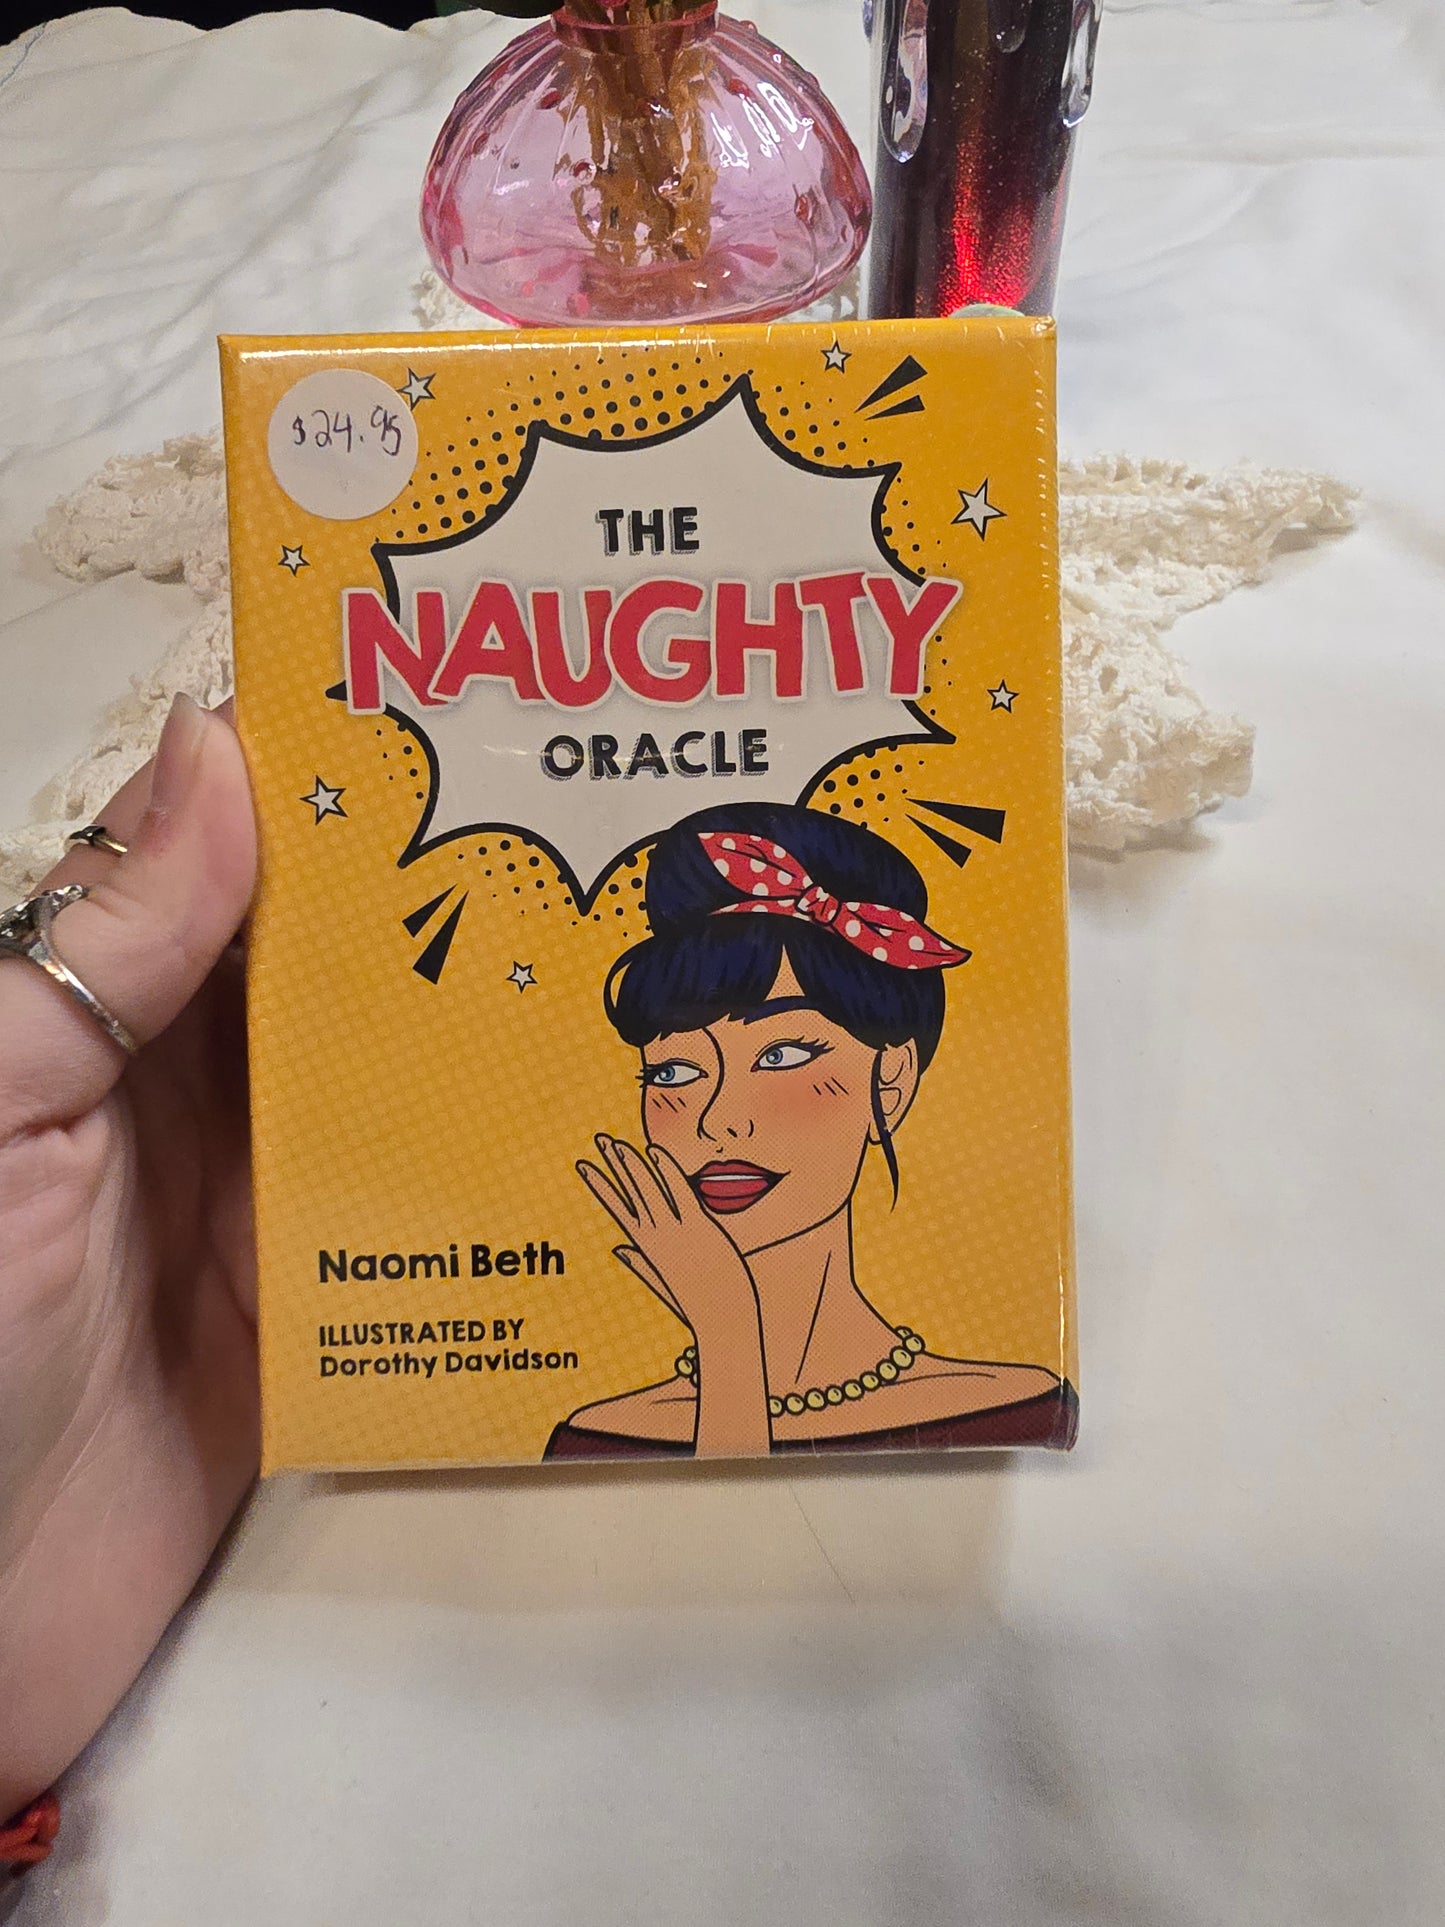 $24.95
THE
NAUGHTY
ORACLE
Naomi Beth
ILLUSTRATED BY
Dorothy Davidson